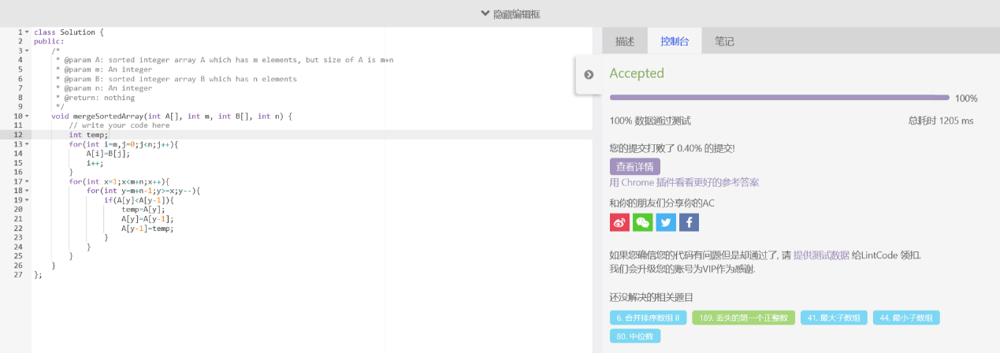 隐藏编辑框
1 class Solution {
2 public:
3 /*
4 * @param A: sorted integer array A which has m elements, but size of A is m+n
5 * @param m: An integer
6 * @param B: sorted integer array B which has n elements
7 * @param n: An integer
8 * @return: nothing
9 */
10 void mergeSortedArray(int A[], int m, int B[], int n) {
11 // write your code here
12 int temp;
13 for(int i=m,j=0;j<n;j++){
14 A[i]=B[j];
15 i++;
16 }
17 for(int x=1;x<m+n;x++){
18 for(int y=m+n-1;y>=x;y--){
19 if(A[y]<A[y-1]){
20 temp=A[y];
21 A[y]=A[y-1];
22 A[y-1]=temp;
23 }
24 }
25 }
26 }
27 };
描述 控制台 笔记
Accepted
100%
100% 数据通过测试 总耗时 1205 ms
您的提交打败了 0.40% 的提交!
查看详情
用 Chrome 插件看看更好的参考答案
和你的朋友们分享你的AC
如果您确信您的代码有问题但是却通过了, 请 提供测试数据 给LintCode 领扣.
我们会升级您的账号为VIP作为感谢.
还没解决的相关题目
6. 合并排序数组 II 189. 丢失的第一个正整数 41. 最大子数组 44. 最小子数组
80. 中位数